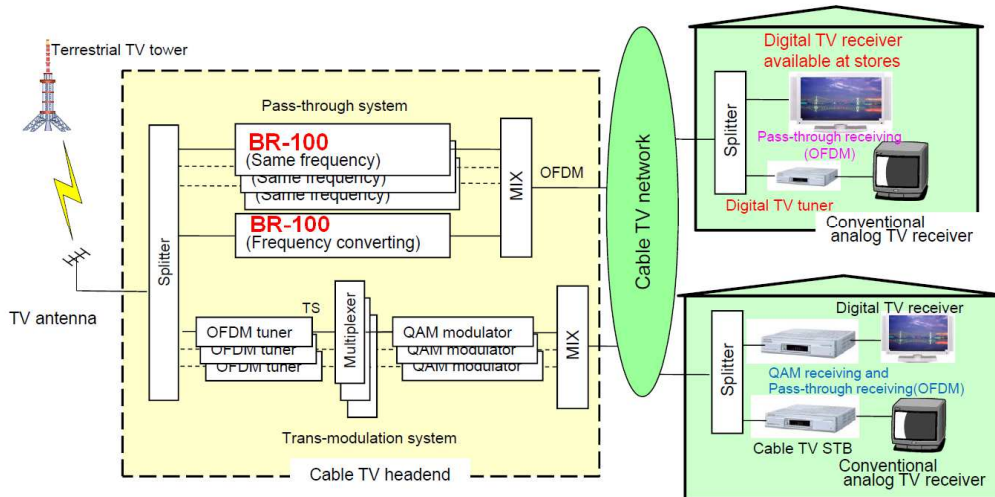 Terrestrial TV tower
TV antenna
Pass-through system
Splitter
BR-100
(Same frequency)
(Same frequency)
(Same frequency)
BR-100
(Frequency converting)
MIX
OFDM
TS
OFDM tuner
OFDM tuner
OFDM tuner
Multiplexer
QAM modulator
QAM modulator
QAM modulator
MIX
Trans-modulation system
Cable TV headend
Cable TV network
Digital TV receiver
available at stores
Splitter
Pass-through receiving
(OFDM)
Digital TV tuner
Conventional
analog TV receiver
Digital TV receiver
Splitter
QAM receiving and
Pass-through receiving(OFDM)
Cable TV STB
Conventional
analog TV receiver